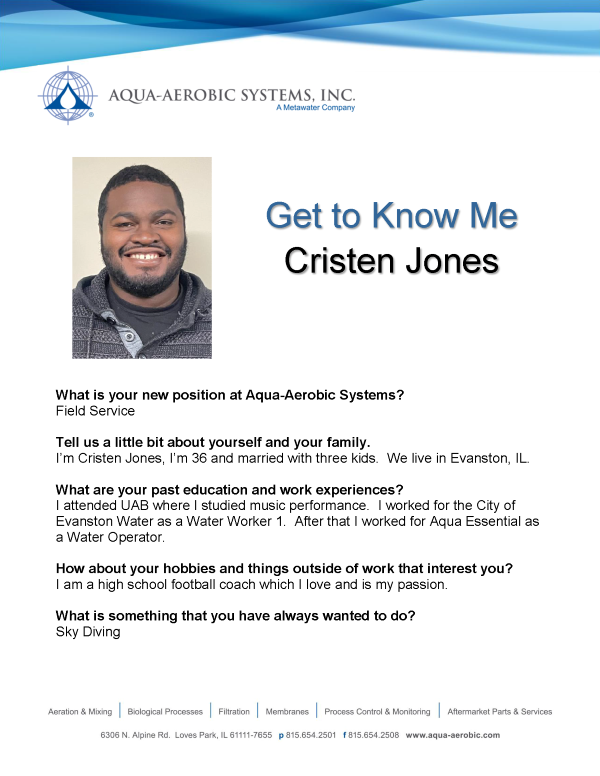 AQUA-AEROBIC SYSTEMS, INC.
A Metawater Company
®
Get to Know Me
Cristen Jones
What is your new position at Aqua-Aerobic Systems?
Field Service
Tell us a little bit about yourself and your family.
I’m Cristen Jones, I’m 36 and married with three kids.  We live in Evanston, IL.
What are your past education and work experiences?
I attended UAB where I studied music performance.  I worked for the City of
Evanston Water as a Water Worker 1.  After that I worked for Aqua Essential as
a Water Operator.
How about your hobbies and things outside of work that interest you?
I am a high school football coach which I love and is my passion.
What is something that you have always wanted to do?
Sky Diving
Aeration & Mixing | Biological Processes | Filtration | Membranes | Process Control & Monitoring | Aftermarket Parts & Services
6306 N. Alpine Rd.  Loves Park, IL 61111-7655  p 815.654.2501  f 815.654.2508  www.aqua-aerobic.com